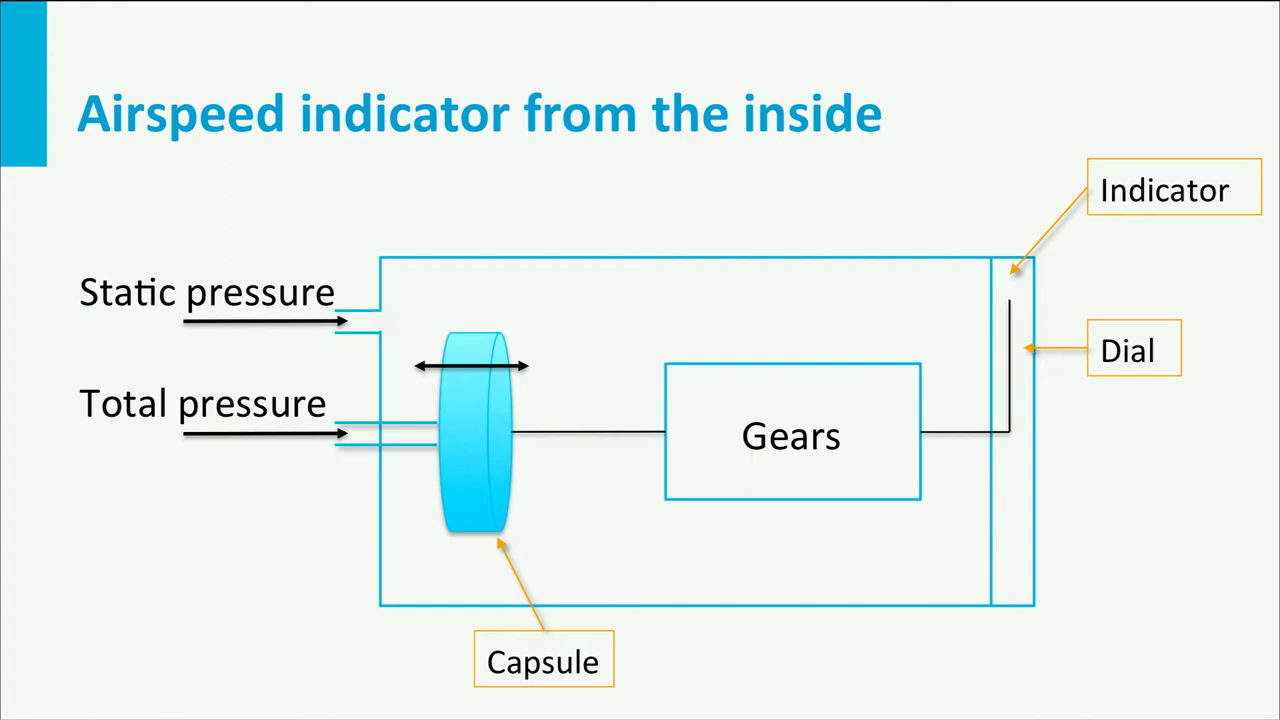 Airspeed indicator from the inside
Indicator
Static pressure
Dial
Total pressure
Gears
Capsule